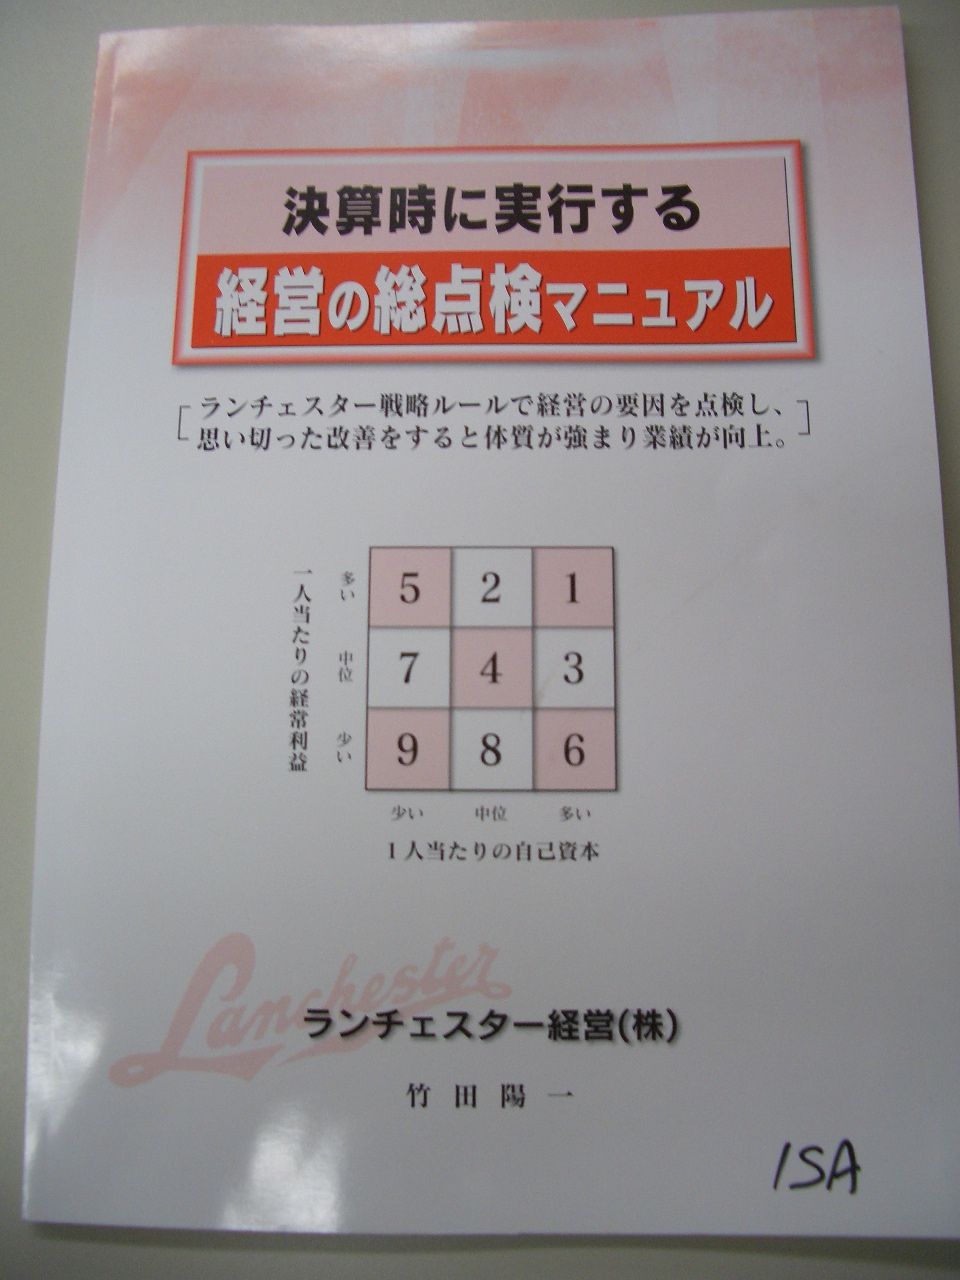 決算時に実行する
経営の総点検マニュアル
ランチェスター戦略ルールで経営の要因を点検し、
思い切った改善をすると体質が強まり業績が向上。
一人当たりの経常利益
多い
中位
少い
5 2 1
7 4 3
9 8 6
少い 中位 多い
1人当たりの自己資本
Lanchester
ランチェスター経営(株)
竹田陽一
ISA